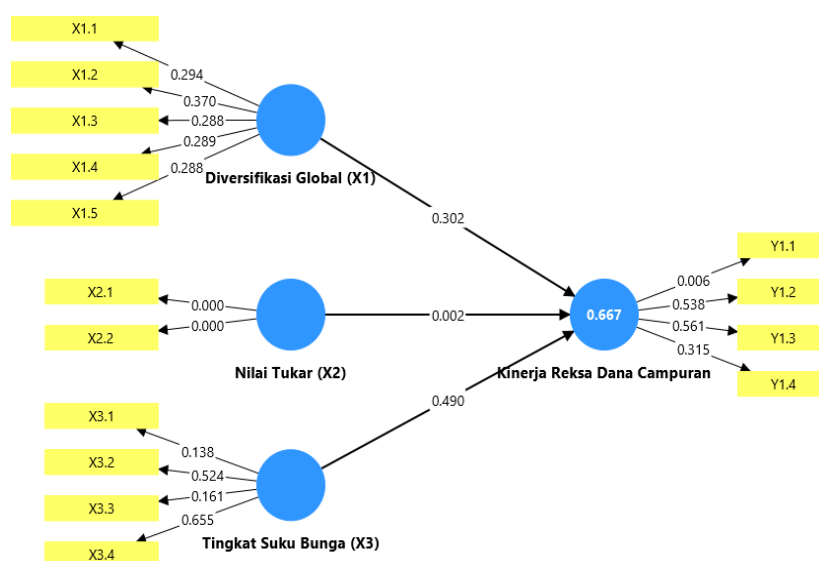 X1.1
X1.2
X1.3
X1.4
X1.5
0.294
0.370
0.288
0.289
0.288
Diversifikasi Global (X1)
0.302
X2.1
X2.2
0.000
0.000
Nilai Tukar (X2)
0.002
X3.1
X3.2
X3.3
X3.4
0.138
0.524
0.161
0.655
Tingkat Suku Bunga (X3)
0.490
0.667
Kinerja Reksa Dana Campuran
0.006
0.538
0.561
0.315
Y1.1
Y1.2
Y1.3
Y1.4